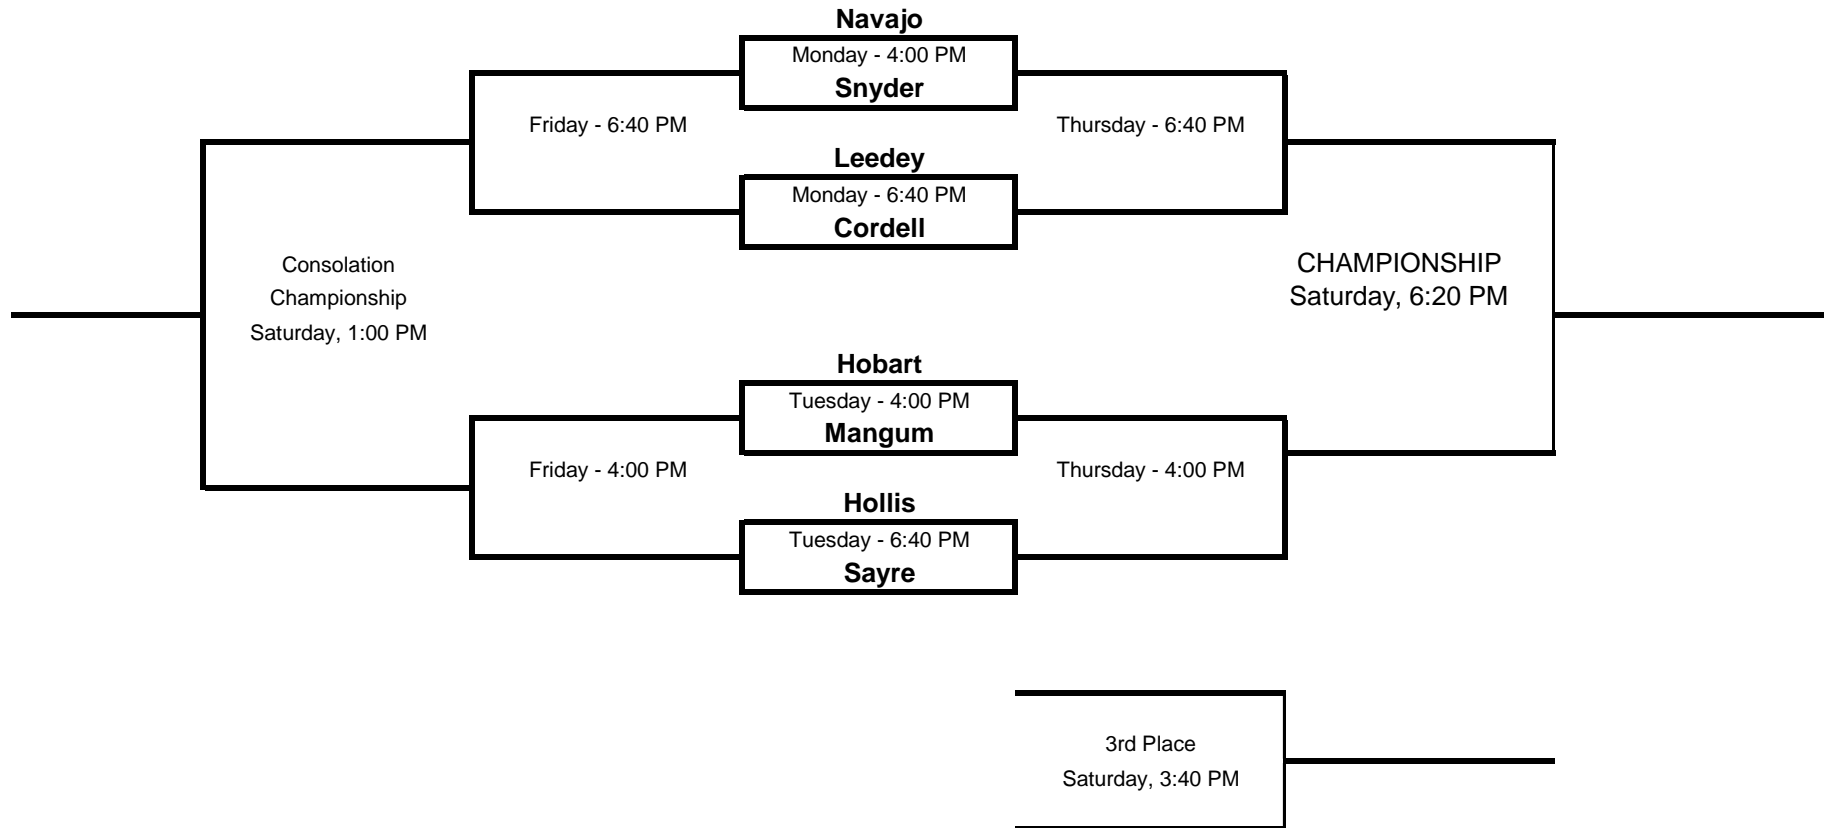 Navajo
Monday - 4:00 PM
Snyder
Friday - 6:40 PM
Thursday - 6:40 PM
Leedey
Monday - 6:40 PM
Cordell
Consolation
Championship
Saturday, 1:00 PM
CHAMPIONSHIP
Saturday, 6:20 PM
Hobart
Tuesday - 4:00 PM
Mangum
Friday - 4:00 PM
Thursday - 4:00 PM
Hollis
Tuesday - 6:40 PM
Sayre
3rd Place
Saturday, 3:40 PM